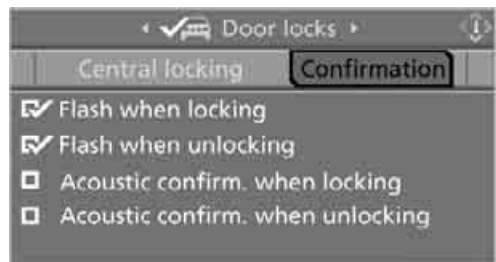 Door locks
Central locking Confirmation
Flash when locking
Flash when unlocking
Acoustic confirm. when locking
Acoustic confirm. when unlocking